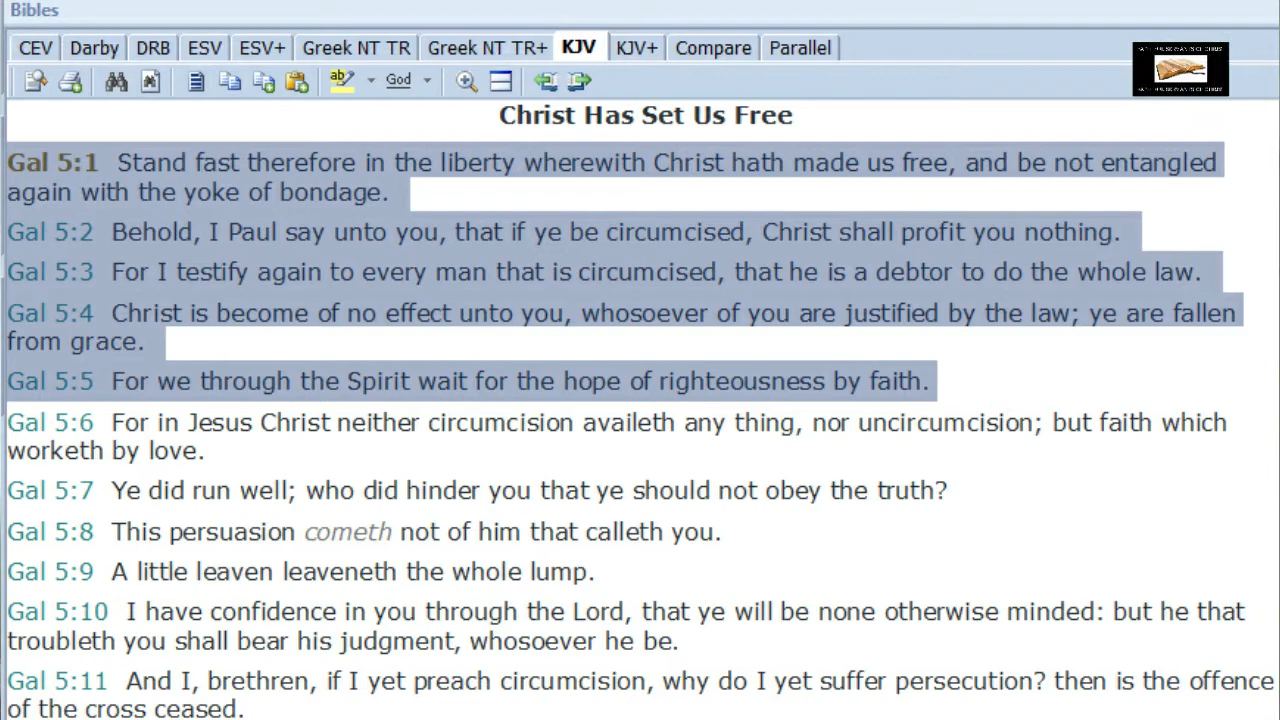 Bibles
CEV Darby DRB ESV ESV+ Greek NT TR Greek NT TR+ KJV KJV+ Compare Parallel
ab God
Christ Has Set Us Free
Gal 5:1 Stand fast therefore in the liberty wherewith Christ hath made us free, and be not entangled
again with the yoke of bondage.
Gal 5:2 Behold, I Paul say unto you, that if ye be circumcised, Christ shall profit you nothing.
Gal 5:3 For I testify again to every man that is circumcised, that he is a debtor to do the whole law.
Gal 5:4 Christ is become of no effect unto you, whosoever of you are justified by the law; ye are fallen
from grace.
Gal 5:5 For we through the Spirit wait for the hope of righteousness by faith.
Gal 5:6 For in Jesus Christ neither circumcision availeth any thing, nor uncircumcision; but faith which
worketh by love.
Gal 5:7 Ye did run well; who did hinder you that ye should not obey the truth?
Gal 5:8 This persuasion cometh not of him that calleth you.
Gal 5:9 A little leaven leaveneth the whole lump.
Gal 5:10 I have confidence in you through the Lord, that ye will be none otherwise minded: but he that
troubleth you shall bear his judgment, whosoever he be.
Gal 5:11 And I, brethren, if I yet preach circumcision, why do I yet suffer persecution? then is the offence
of the cross ceased.